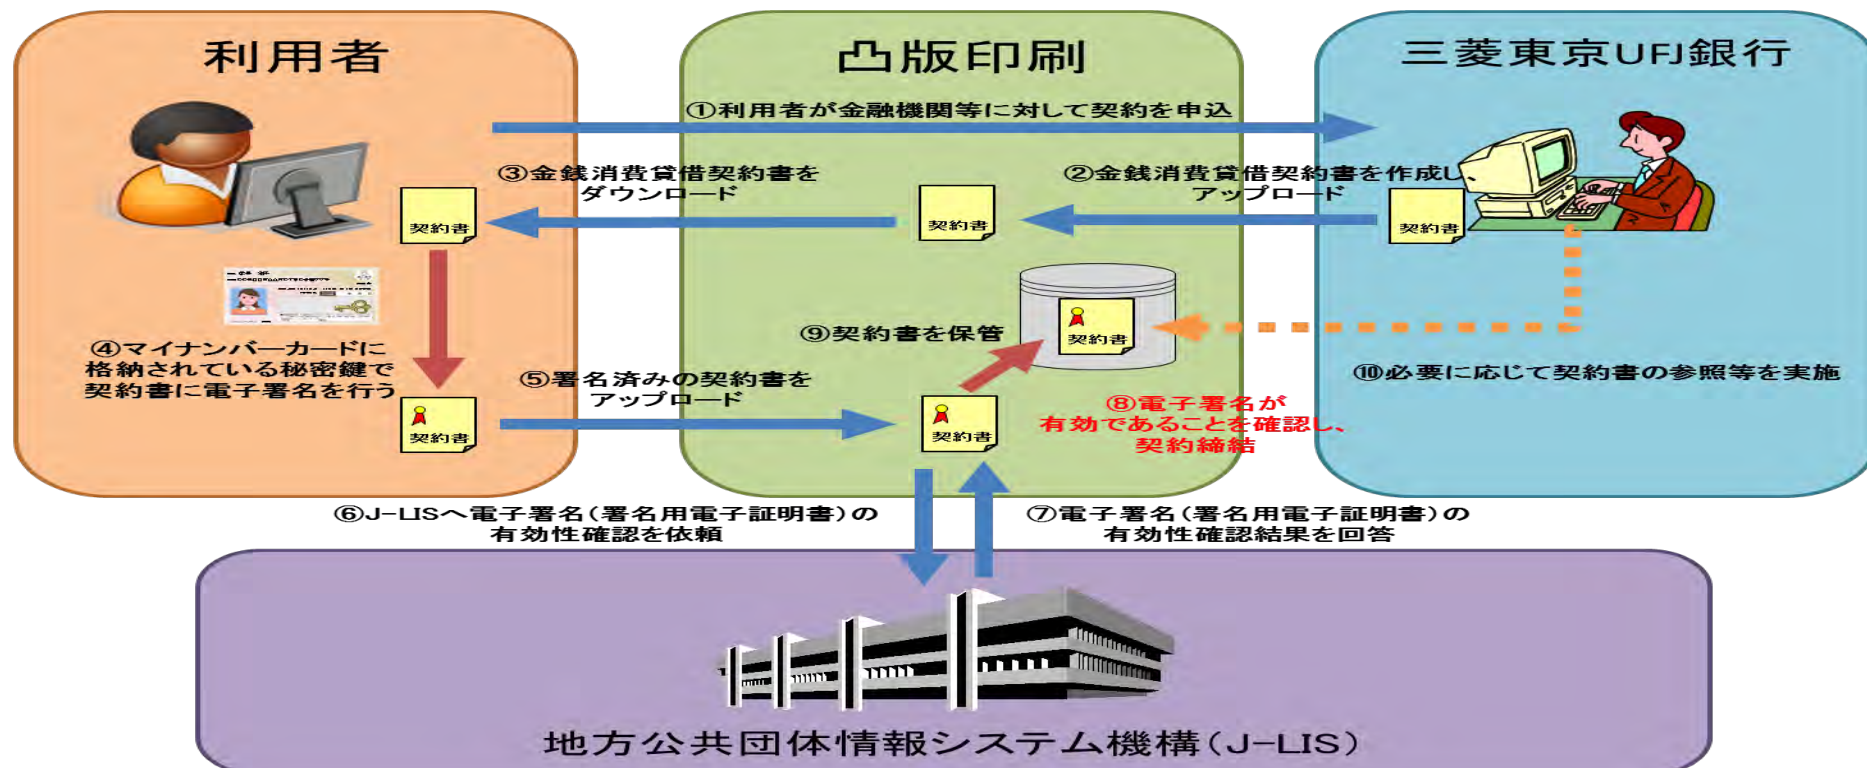 利用者
凸版印刷
三菱東京UFJ銀行
①利用者が金融機関等に対して契約を申込
③金銭消費貸借契約書を
ダウンロード
②金銭消費貸借契約書を作成し
アップロード
契約書
契約書
契約書
⑨契約書を保管
契約書
④マイナンバーカードに
格納されている秘密鍵で
契約書に電子署名を行う
⑤署名済みの契約書を
アップロード
⑩必要に応じて契約書の参照等を実施
⑧電子署名が
有効であることを確認し、
契約締結
契約書
契約書
⑥J-LISへ電子署名(署名用電子証明書)の
有効性確認を依頼
⑦電子署名(署名用電子証明書)の
有効性確認結果を回答
地方公共団体情報システム機構(J-LIS)